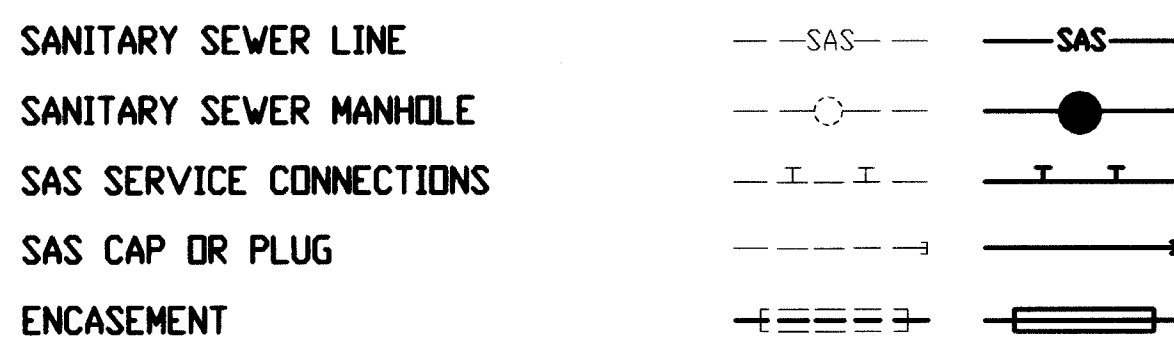 SANITARY SEWER LINE SAS SAS
SANITARY SEWER MANHOLE
SAS SERVICE CONNECTIONS
SAS CAP OR PLUG
ENCASEMENT